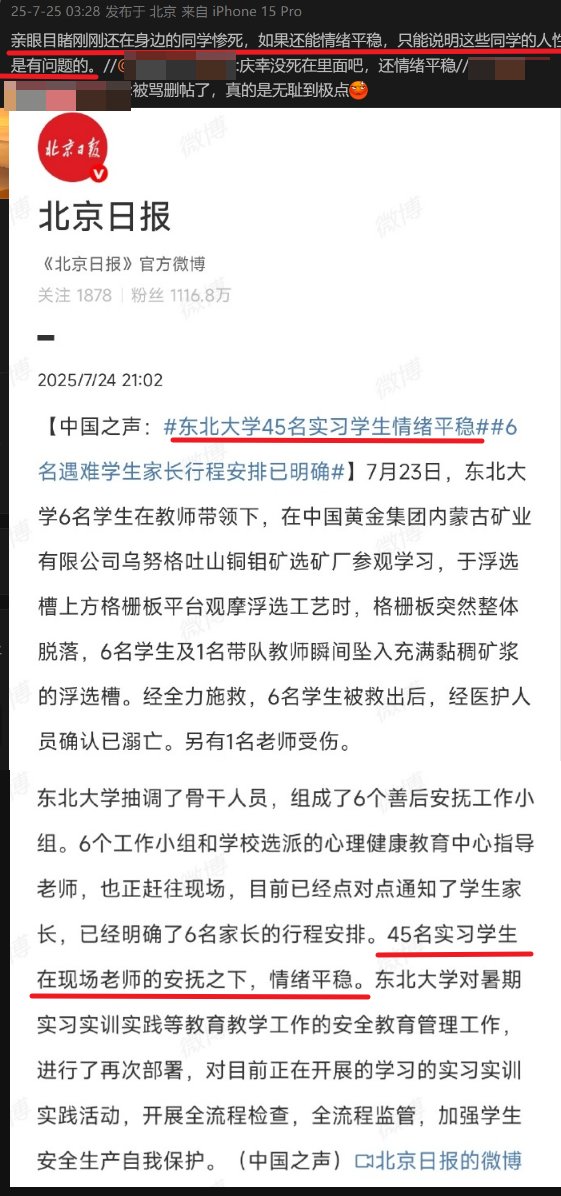 25-7-25 03:28 发布于 北京 来自 iPhone 15 Pro
亲眼目睹刚刚还在身边的同学惨死，如果还能情绪平稳，只能说明这些同学的人性
是有问题的。//@ :庆幸没死在里面吧，还情绪平稳//
:被骂删帖了，真的是无耻到极点
北京日报
北京日报
《北京日报》官方微博
关注 1878 | 粉丝 1116.8万
2025/7/24 21:02
【中国之声：#东北大学45名实习学生情绪平稳##6
名遇难学生家长行程安排已明确#】7月23日，东北大
学6名学生在教师带领下，在中国黄金集团内蒙古矿业
有限公司乌努格吐山铜钼矿选矿厂参观学习，于浮选
槽上方格栅板平台观摩浮选工艺时，格栅板突然整体
脱落，6名学生及1名带队教师瞬间坠入充满黏稠矿浆
的浮选槽。经全力施救，6名学生被救出后，经医护人
员确认已溺亡。另有1名老师受伤。
东北大学抽调了骨干人员，组成了6个善后安抚工作小
组。6个工作小组和学校选派的心理健康教育中心指导
老师，也正赶往现场，目前已经点对点通知了学生家
长，已经明确了6名家长的行程安排。45名实习学生
在现场老师的安抚之下，情绪平稳。东北大学对暑期
实习实训实践等教育教学工作的安全教育管理工作，
进行了再次部署，对目前正在开展的学习的实习实训
实践活动，开展全流程检查，全流程监管，加强学生
安全生产自我保护。（中国之声）北京日报的微博